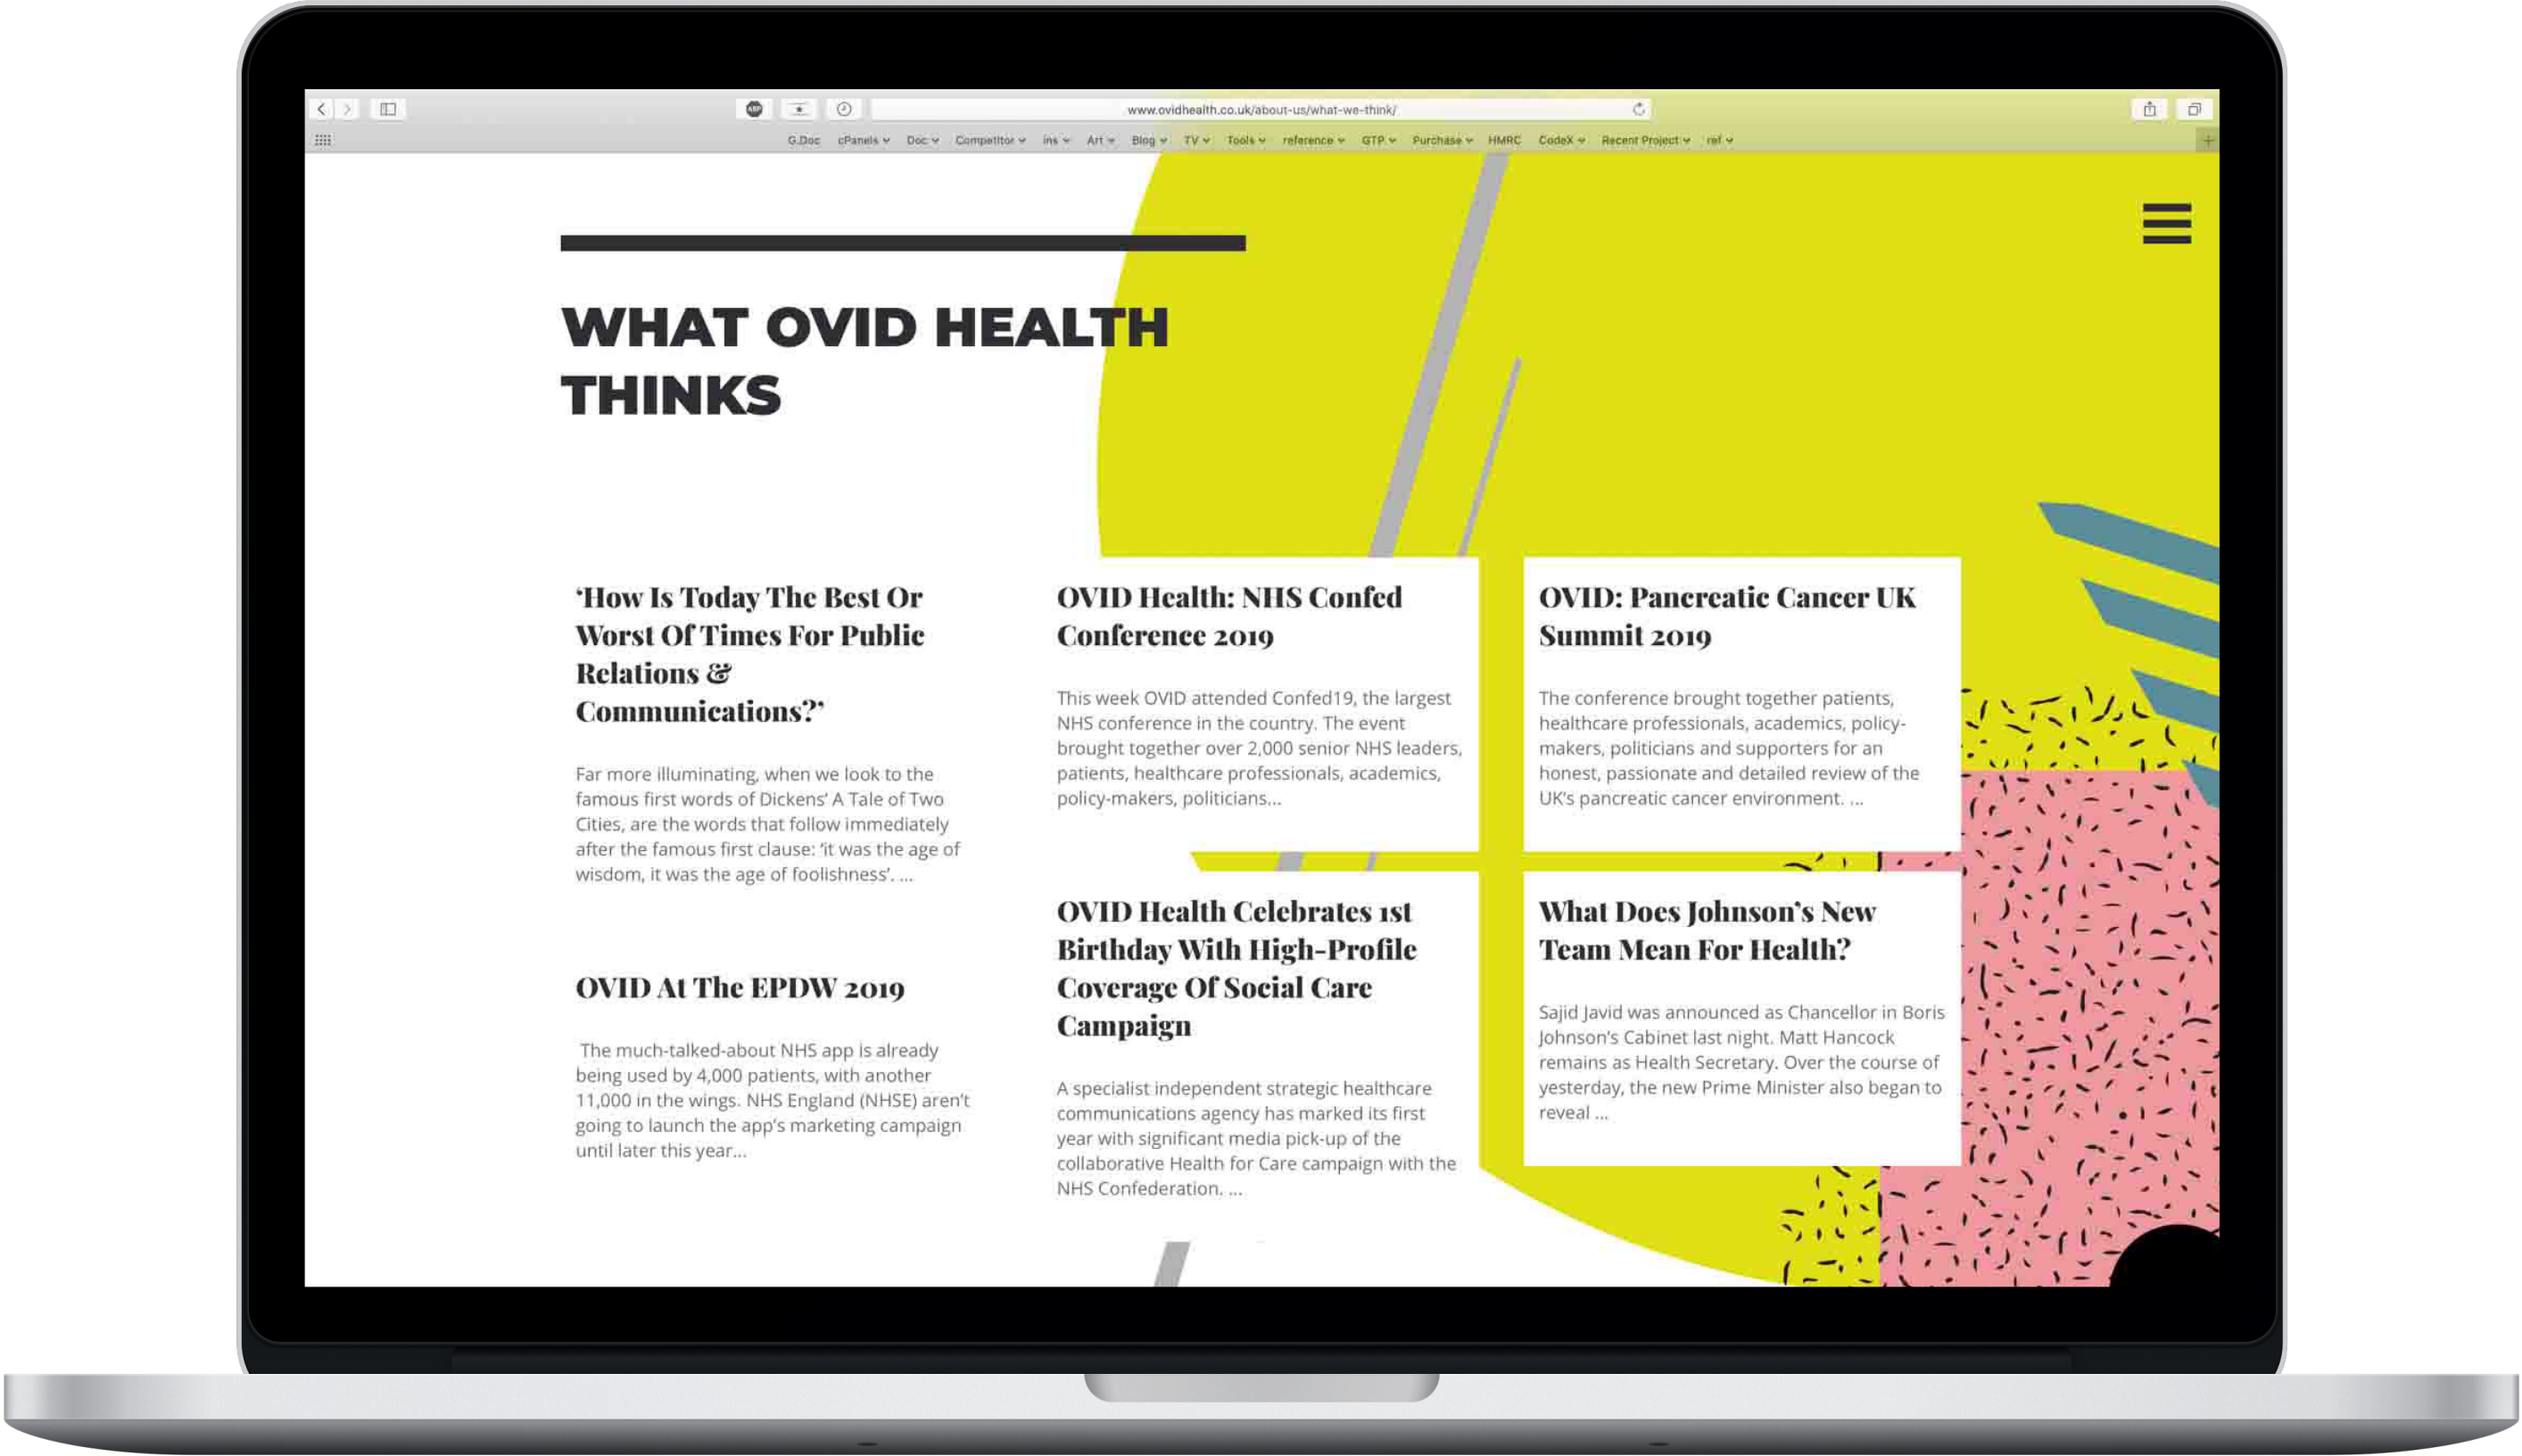 www.ovidhealth.co.uk/about-us/what-we-think/
G.Doc cPanels Doc Competitor ins Art Blog TV Tools reference GTP Purchase HMRC CodeX Recent Project ref
WHAT OVID HEALTH
THINKS
‘How Is Today The Best Or
Worst Of Times For Public
Relations &
Communications?’
Far more illuminating, when we look to the
famous first words of Dickens’ A Tale of Two
Cities, are the words that follow immediately
after the famous first clause: ‘it was the age of
wisdom, it was the age of foolishness’. ...
OVID Health: NHS Confed
Conference 2019
This week OVID attended Confed19, the largest
NHS conference in the country. The event
brought together over 2,000 senior NHS leaders,
patients, healthcare professionals, academics,
policy-makers, politicians...
OVID: Pancreatic Cancer UK
Summit 2019
The conference brought together patients,
healthcare professionals, academics, policy-
makers, politicians and supporters for an
honest, passionate and detailed review of the
UK’s pancreatic cancer environment. ...
OVID At The EPDW 2019
The much-talked-about NHS app is already
being used by 4,000 patients, with another
11,000 in the wings. NHS England (NHSE) aren’t
going to launch the app’s marketing campaign
until later this year...
OVID Health Celebrates 1st
Birthday With High-Profile
Coverage Of Social Care
Campaign
A specialist independent strategic healthcare
communications agency has marked its first
year with significant media pick-up of the
collaborative Health for Care campaign with the
NHS Confederation. ...
What Does Johnson’s New
Team Mean For Health?
Sajid Javid was announced as Chancellor in Boris
Johnson’s Cabinet last night. Matt Hancock
remains as Health Secretary. Over the course of
yesterday, the new Prime Minister also began to
reveal ...